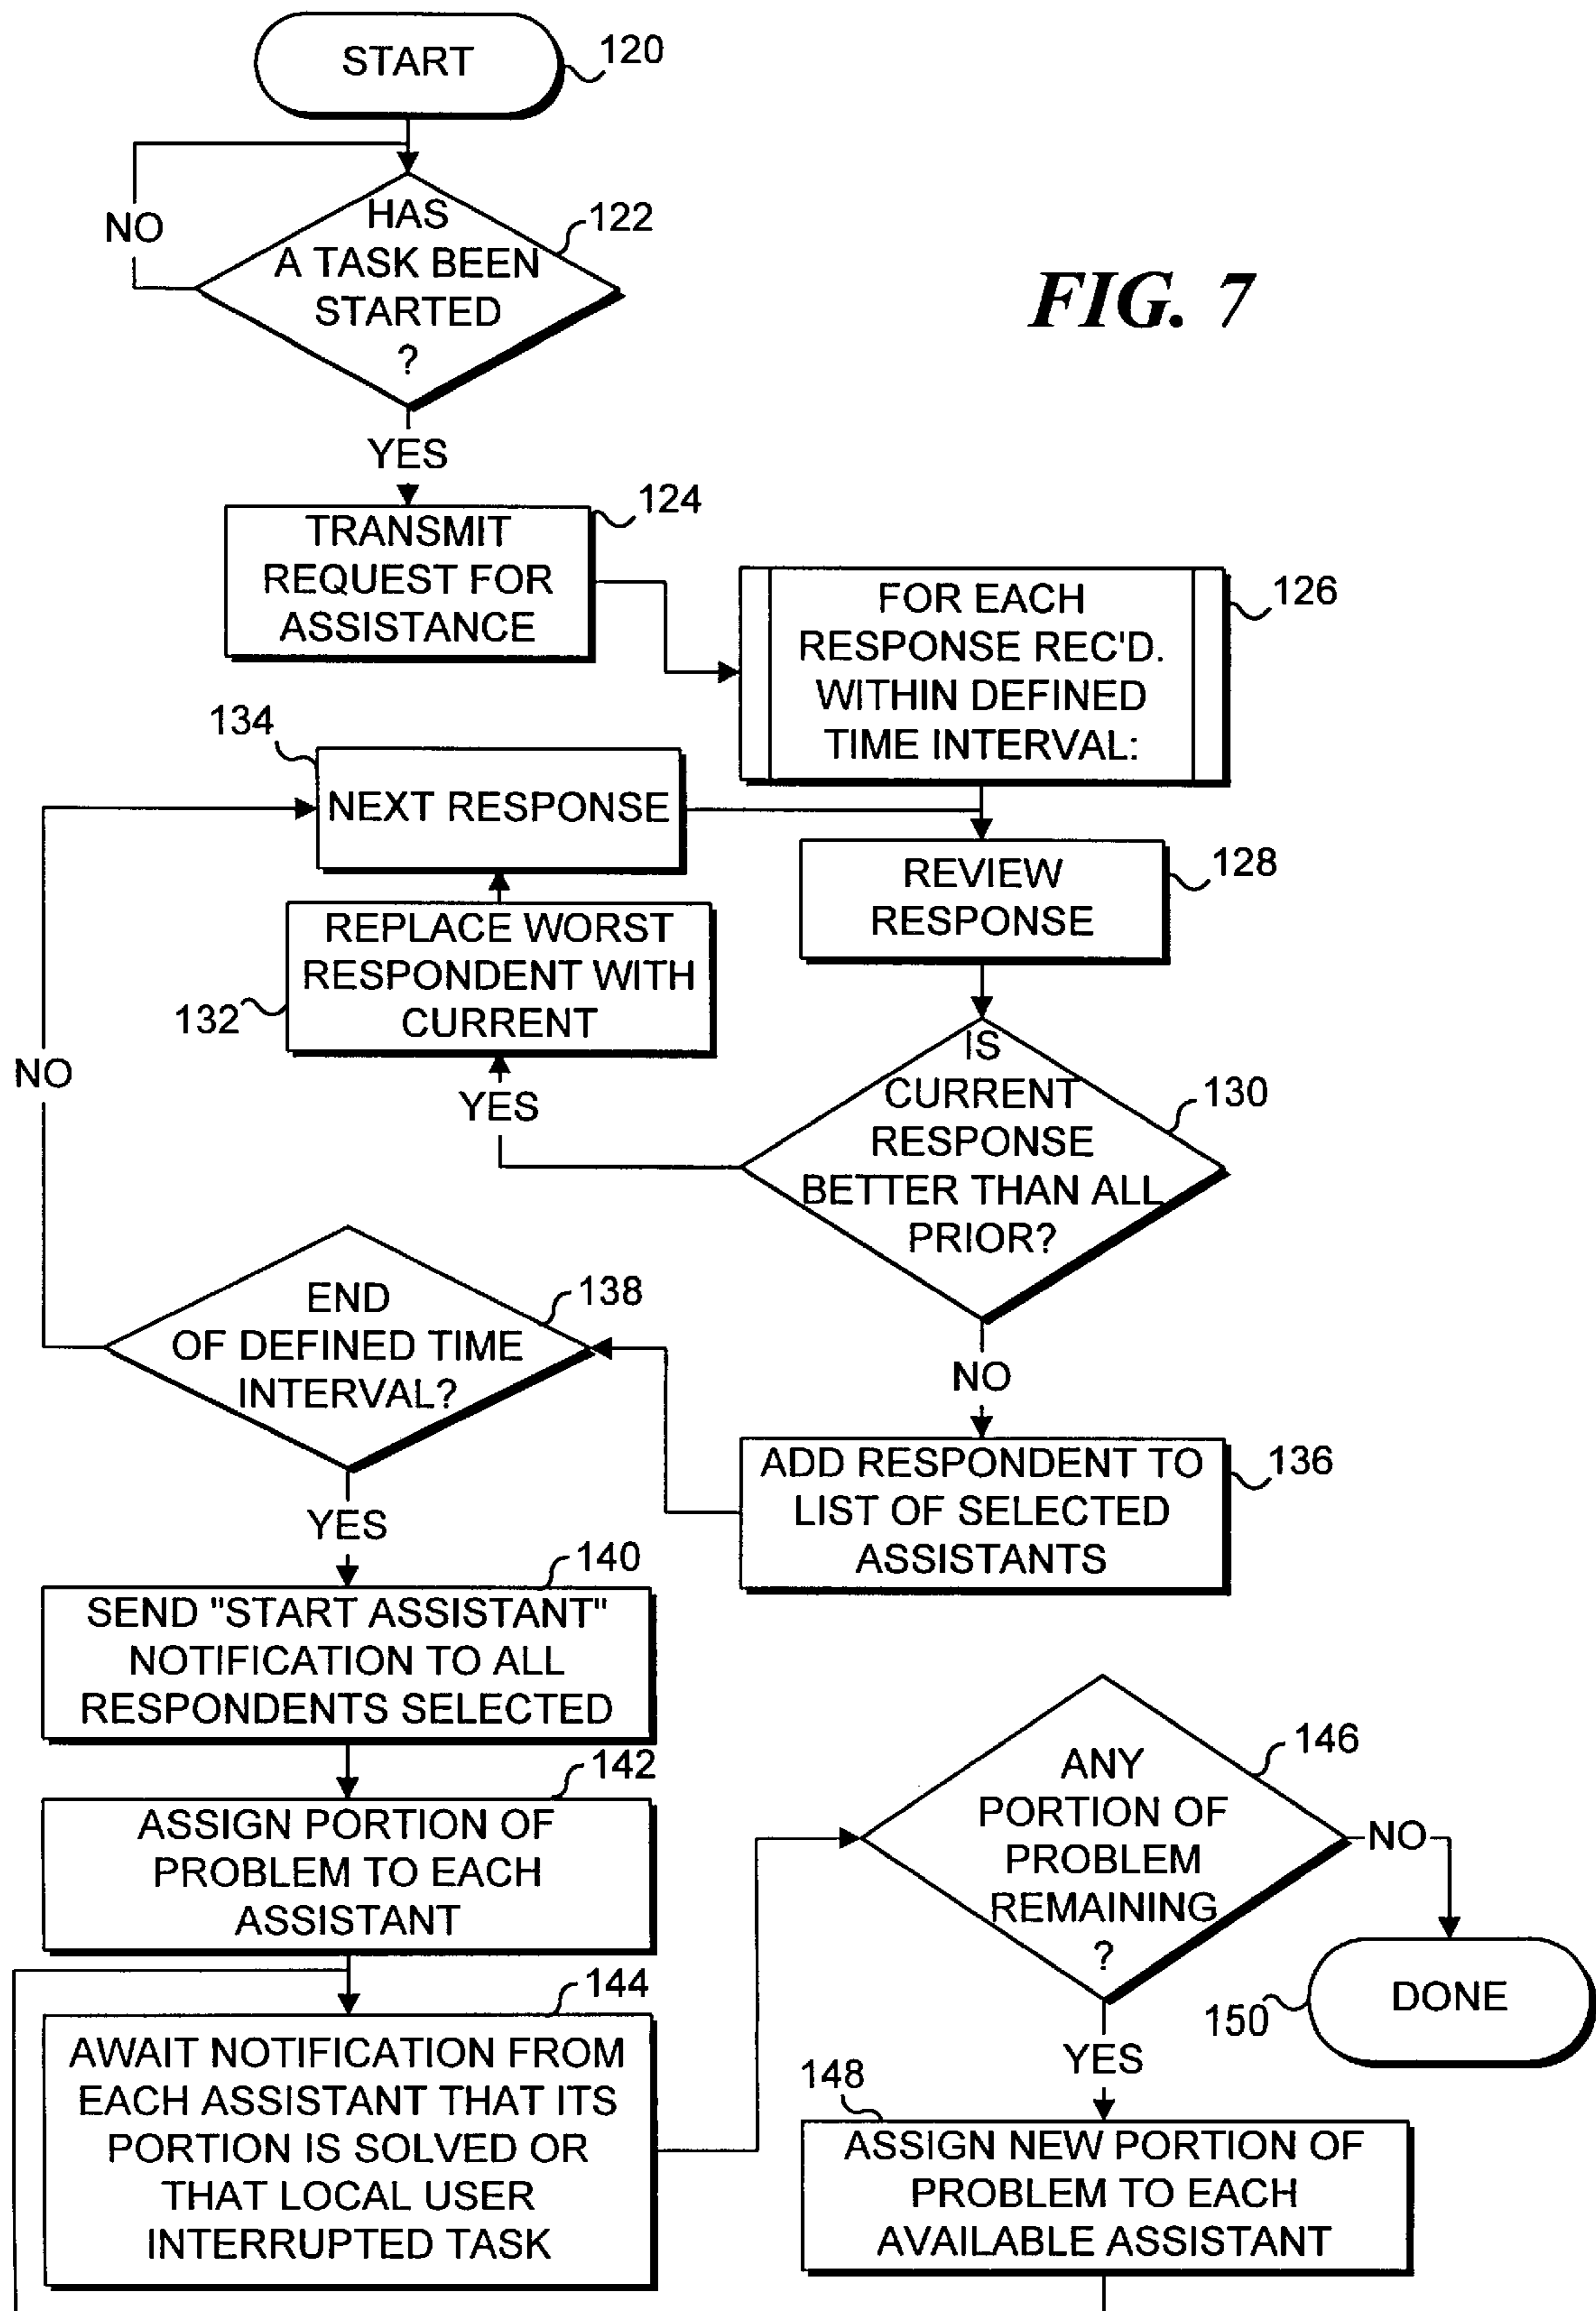 START
120
NO
HAS
A TASK BEEN
STARTED
?
122
FIG. 7
YES
TRANSMIT
REQUEST FOR
ASSISTANCE
124
FOR EACH
RESPONSE REC'D.
WITHIN DEFINED
TIME INTERVAL:
126
134
NEXT RESPONSE
REVIEW
RESPONSE
128
REPLACE WORST
RESPONDENT WITH
CURRENT
132
NO
YES
IS
CURRENT
RESPONSE
BETTER THAN ALL
PRIOR?
130
END
OF DEFINED TIME
INTERVAL?
138
NO
ADD RESPONDENT TO
LIST OF SELECTED
ASSISTANTS
136
YES
140
SEND "START ASSISTANT"
NOTIFICATION TO ALL
RESPONDENTS SELECTED
142
ASSIGN PORTION OF
PROBLEM TO EACH
ASSISTANT
144
AWAIT NOTIFICATION FROM
EACH ASSISTANT THAT ITS
PORTION IS SOLVED OR
THAT LOCAL USER
INTERRUPTED TASK
ANY
PORTION OF
PROBLEM
REMAINING
?
146
NO
DONE
150
YES
148
ASSIGN NEW PORTION OF
PROBLEM TO EACH
AVAILABLE ASSISTANT